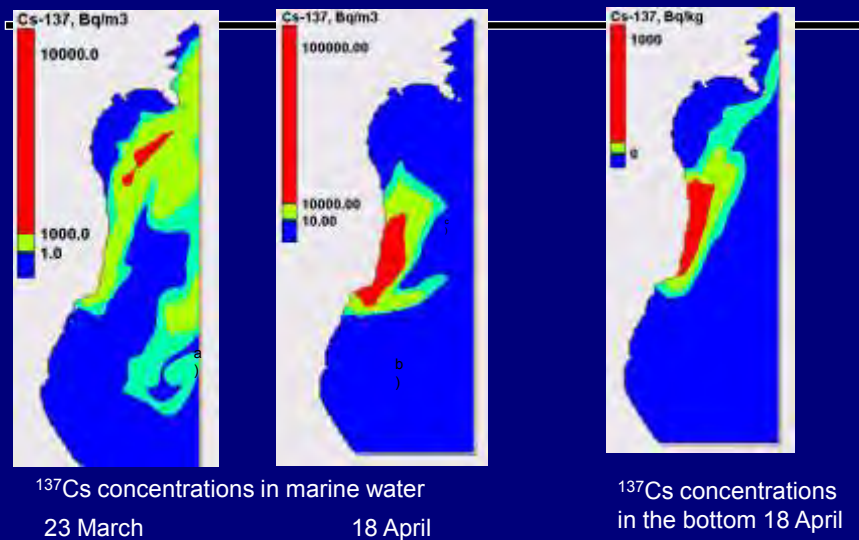 Cs-137, Bq/m3
10000.0
1000.0
1.0
a
)
Cs-137, Bq/m3
100000.00
10000.00
10.00
b
)
Cs-137, Bq/kg
1000
0
¹³⁷Cs concentrations in marine water
23 March
18 April
¹³⁷Cs concentrations
in the bottom 18 April